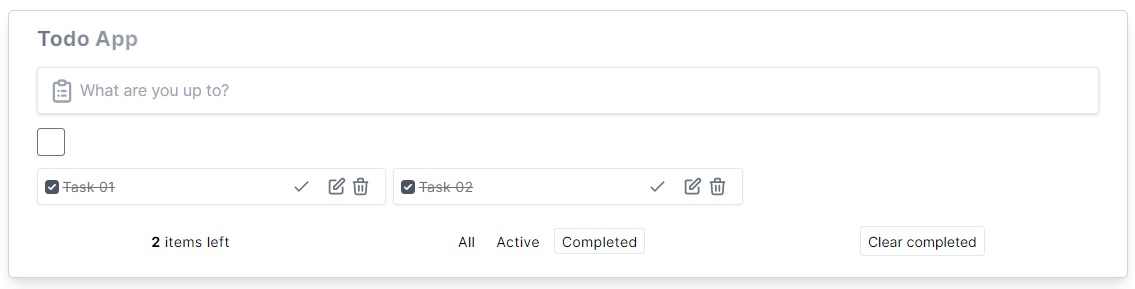 Todo App
What are you up to?
Task 01 Task 02
2 items left All Active Completed Clear completed